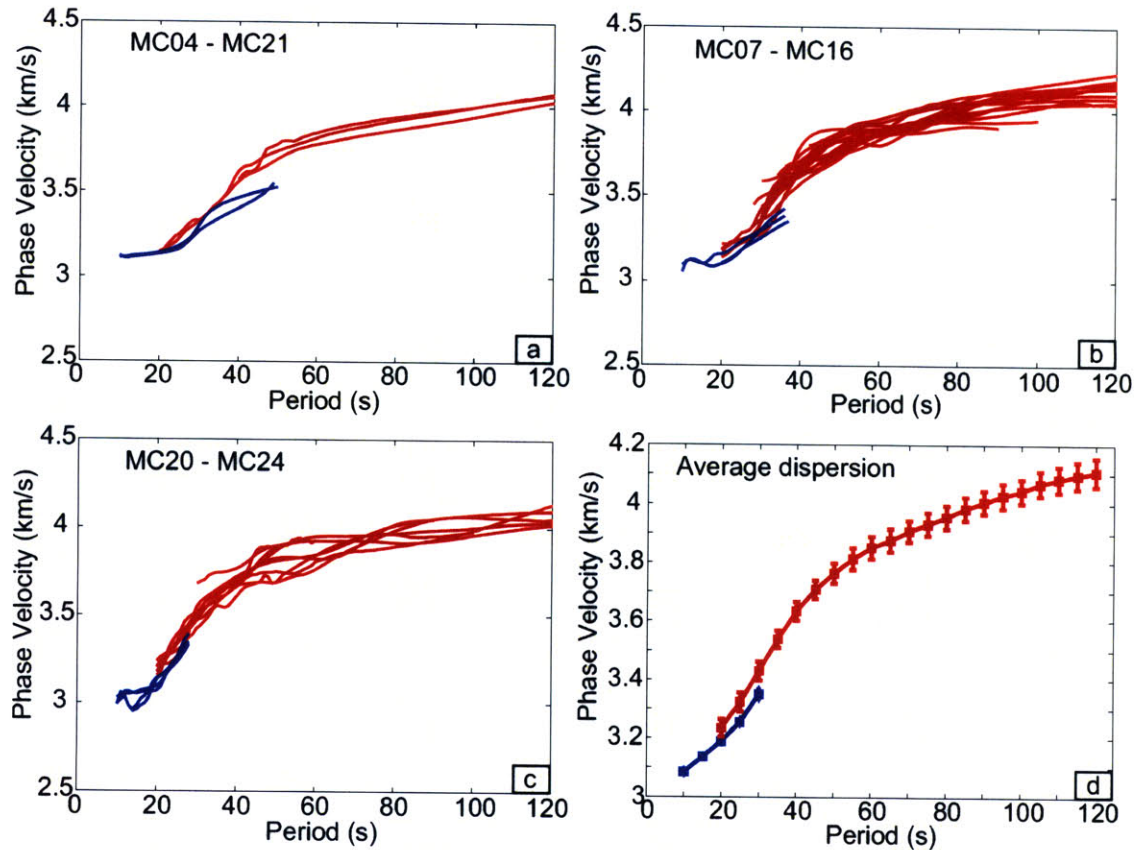 4.5
MC04 - MC21
4
3.5
3
2.5
0 20 40 60 80 100 120
Phase Velocity (km/s)
Period (s)
a
4.5
MC07 - MC16
4
3.5
3
2.5
0 20 40 60 80 100 120
Phase Velocity (km/s)
Period (s)
b
4.5
MC20 - MC24
4
3.5
3
2.5
0 20 40 60 80 100 120
Phase Velocity (km/s)
Period (s)
c
4.2
Average dispersion
4
3.8
3.6
3.4
3.2
3
0 20 40 60 80 100 120
Phase Velocity (km/s)
Period (s)
d